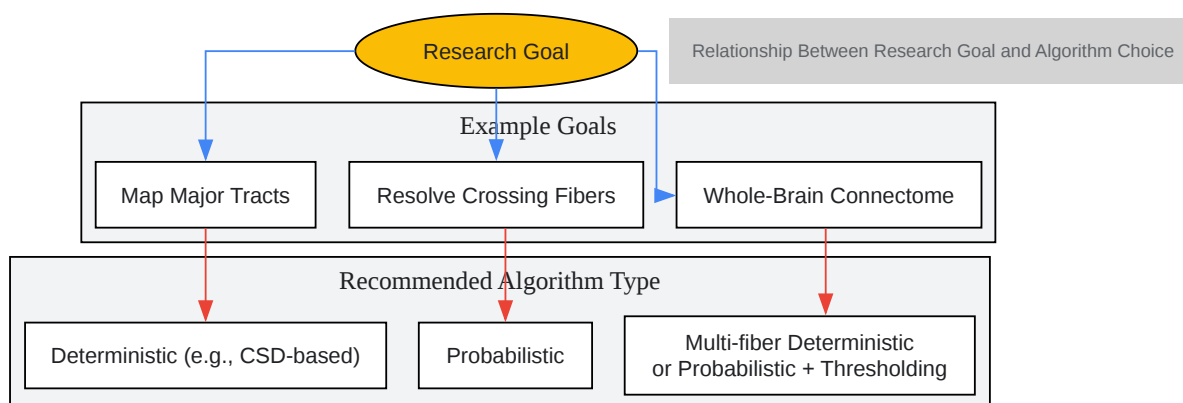 Research Goal
Relationship Between Research Goal and Algorithm Choice
Example Goals
Map Major Tracts
Resolve Crossing Fibers
Whole-Brain Connectome
Recommended Algorithm Type
Deterministic (e.g., CSD-based)
Probabilistic
Multi-fiber Deterministic
or Probabilistic + Thresholding